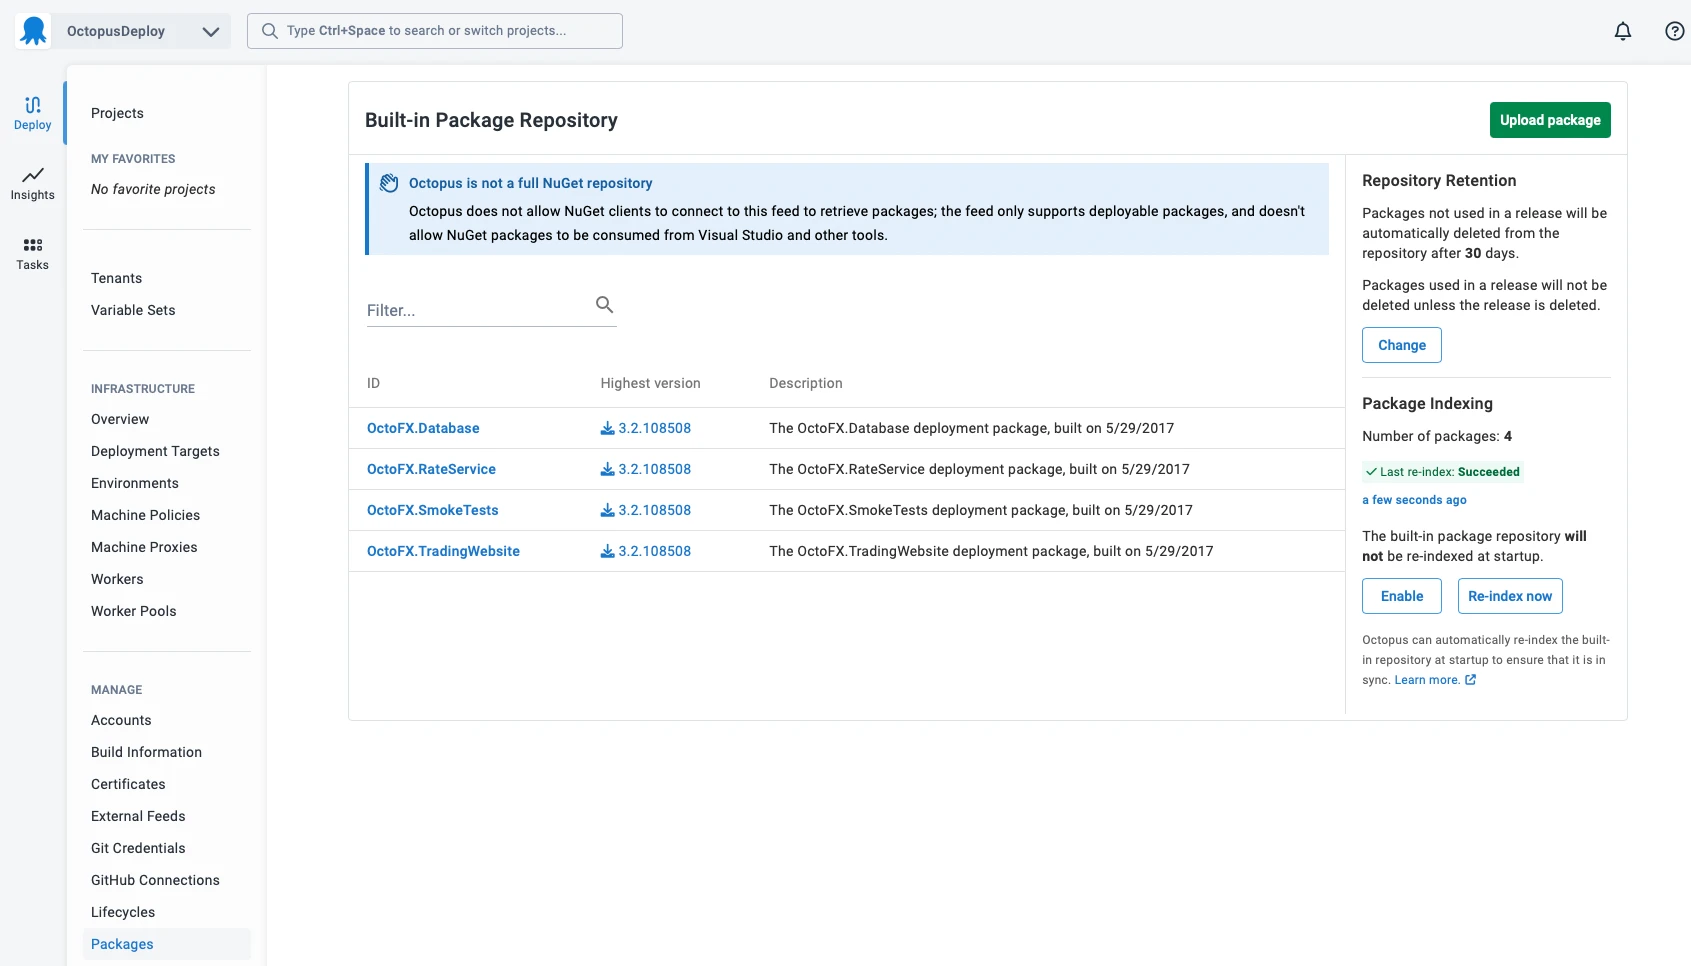 OctopusDeploy
Type Ctrl+Space to search or switch projects...
Deploy
Insights
Tasks
Projects
MY FAVORITES
No favorite projects
Tenants
Variable Sets
INFRASTRUCTURE
Overview
Deployment Targets
Environments
Machine Policies
Machine Proxies
Workers
Worker Pools
MANAGE
Accounts
Build Information
Certificates
External Feeds
Git Credentials
GitHub Connections
Lifecycles
Packages
Built-in Package Repository
Upload package
Octopus is not a full NuGet repository
Octopus does not allow NuGet clients to connect to this feed to retrieve packages; the feed only supports deployable packages, and doesn't
allow NuGet packages to be consumed from Visual Studio and other tools.
Filter...
ID Highest version Description
OctoFX.Database 3.2.108508 The OctoFX.Database deployment package, built on 5/29/2017
OctoFX.RateService 3.2.108508 The OctoFX.RateService deployment package, built on 5/29/2017
OctoFX.SmokeTests 3.2.108508 The OctoFX.SmokeTests deployment package, built on 5/29/2017
OctoFX.TradingWebsite 3.2.108508 The OctoFX.TradingWebsite deployment package, built on 5/29/2017
Repository Retention
Packages not used in a release will be
automatically deleted from the
repository after 30 days.
Packages used in a release will not be
deleted unless the release is deleted.
Change
Package Indexing
Number of packages: 4
Last re-index: Succeeded
a few seconds ago
The built-in package repository will
not be re-indexed at startup.
Enable Re-index now
Octopus can automatically re-index the built-
in repository at startup to ensure that it is in
sync. Learn more.